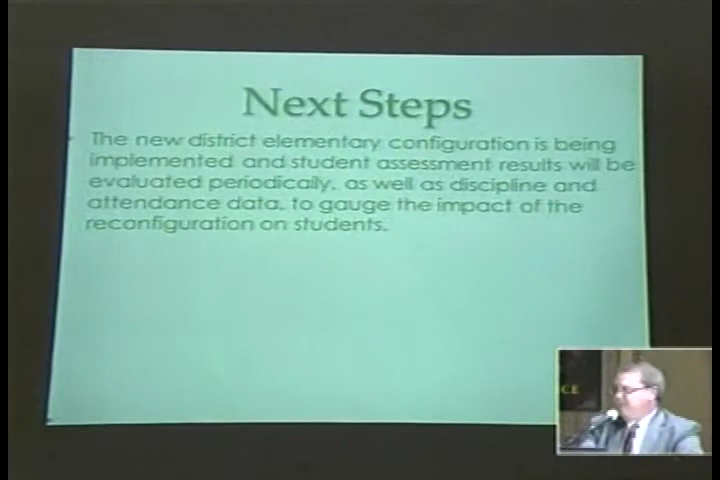 Next Steps
The new district elementary configuration is being
implemented and student assessment results will be
evaluated periodically, as well as discipline and
attendance data, to gauge the impact of the
reconfiguration on students.
CE